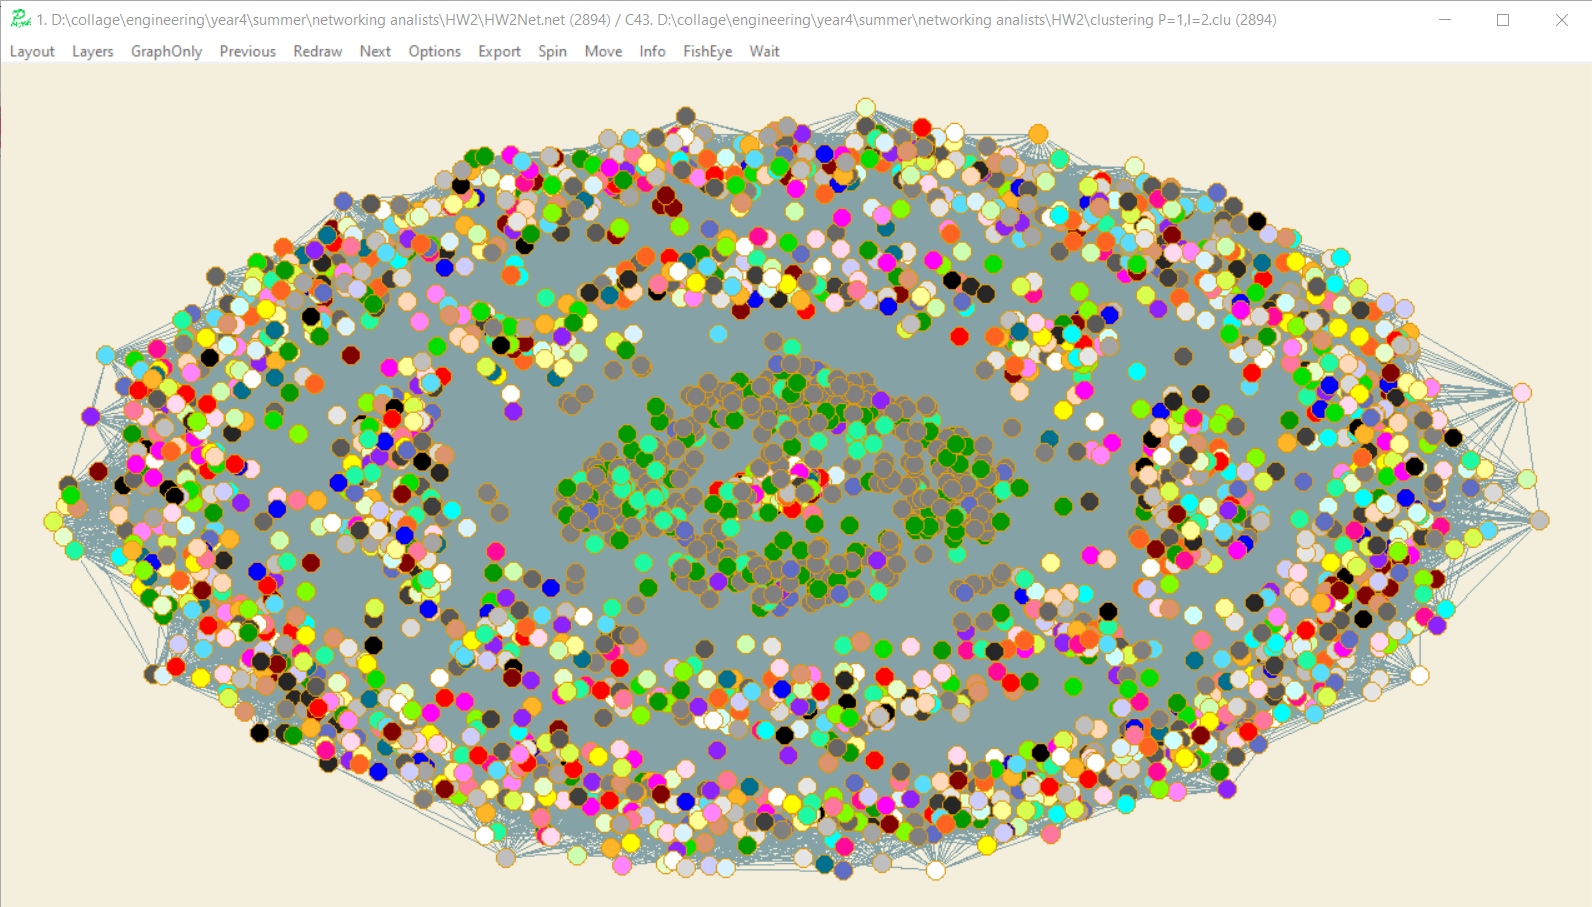 1. D:\collage\engineering\year4\summer\networking analists\HW2\HW2Net.net (2894) / C43. D:\collage\engineering\year4\summer\networking analists\HW2\clustering P=1,I=2.clu (2894)
Layout Layers GraphOnly Previous Redraw Next Options Export Spin Move Info FishEye Wait